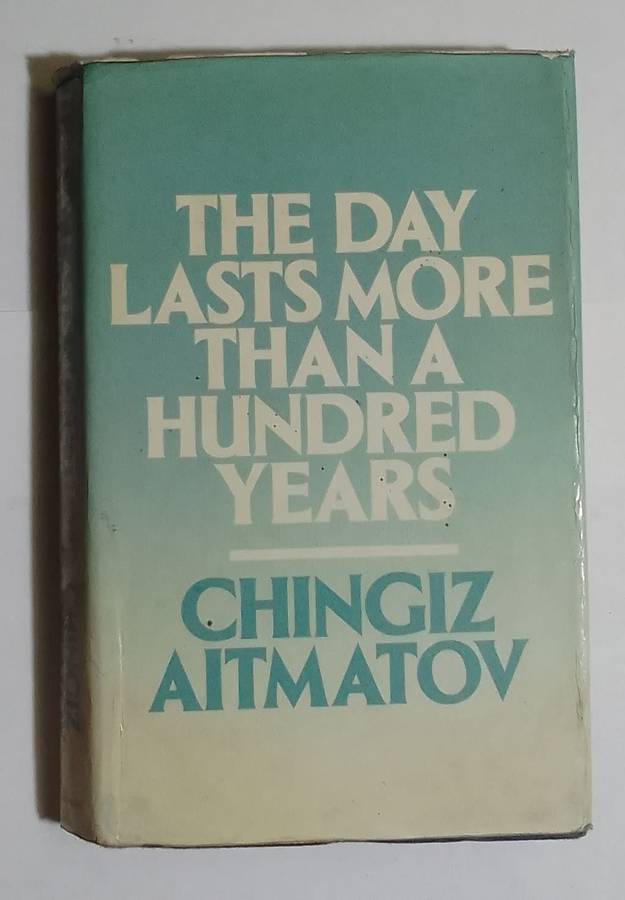 THE DAY
LASTS MORE
THAN A
HUNDRED
YEARS
CHINGIZ
AITMATOV